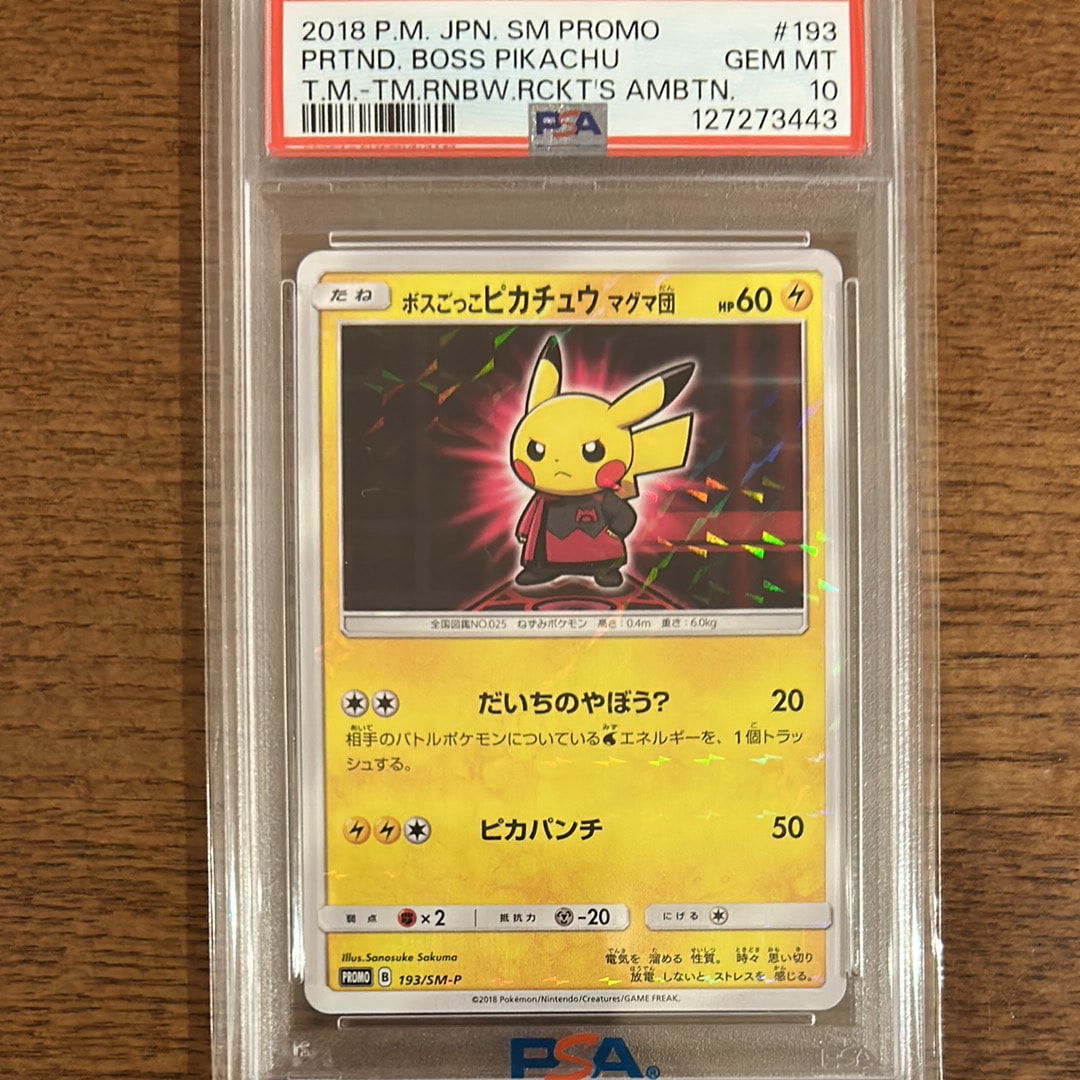 2018 P.M. JPN. SM PROMO #193
PRTND. BOSS PIKACHU GEM MT
T.M.-TM.RNBW.RCKT'S AMBTN. 10
PSA 127273443
たね ボスごっこピカチュウ マグマ団 HP60
全国図鑑NO.025 ねずみポケモン 高さ:0.4m 重さ:6.0kg
だいちのやぼう? 20
相手のバトルポケモンについているエネルギーを、1個トラッ
シュする。
ピカパンチ 50
弱点 ×2 抵抗力 -20 にげる
Illus.Sanosuke Sakuma
電気を 溜める 性質。 時々 思い切り
放電 しないと ストレスを 感じる。
PROMO B 193/SM-P
©2018 Pokémon/Nintendo/Creatures/GAME FREAK.
PSA®